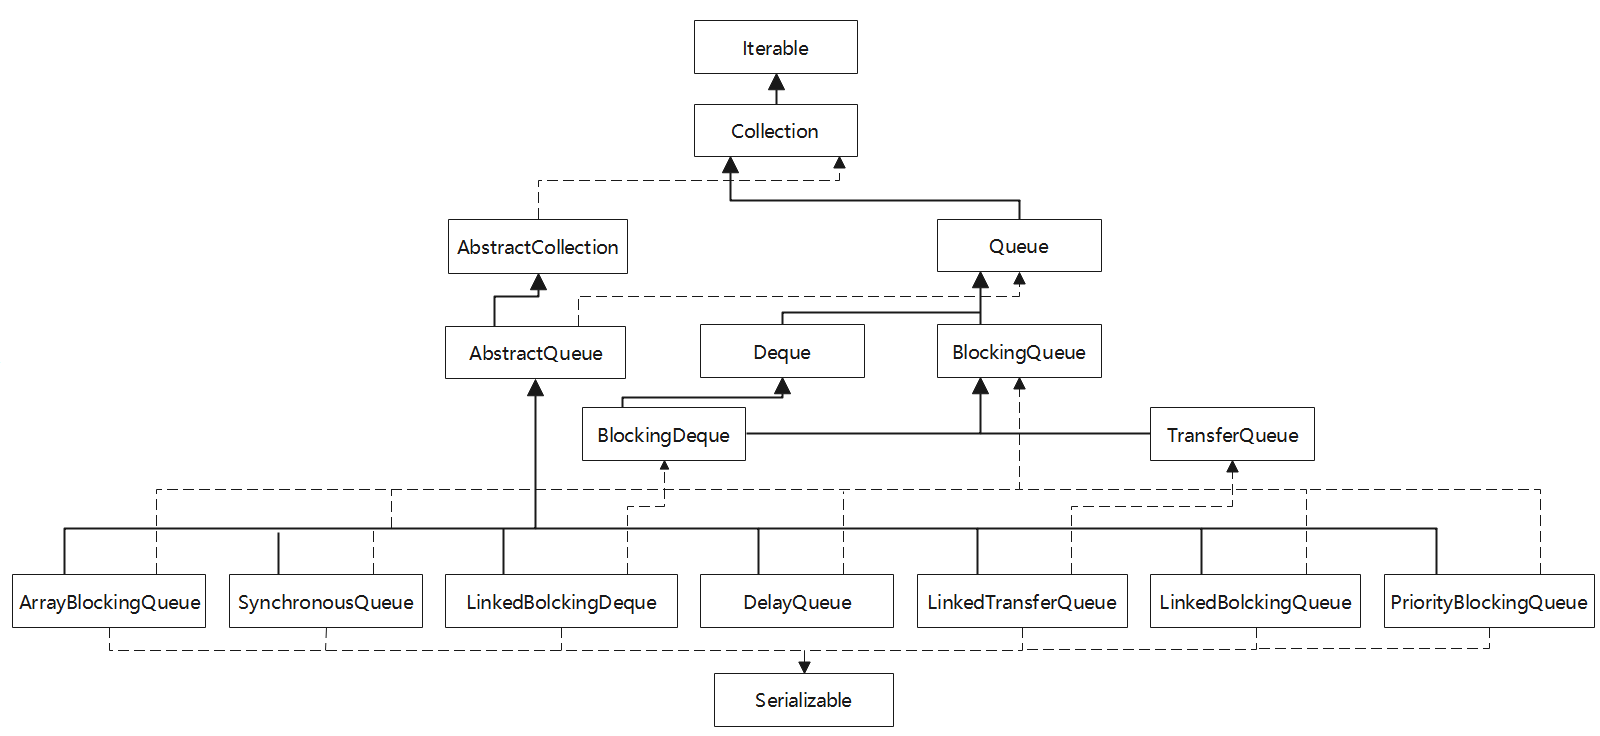 Iterable
Collection
AbstractCollection
Queue
AbstractQueue
Deque
BlockingQueue
BlockingDeque
TransferQueue
ArrayBlockingQueue
SynchronousQueue
LinkedBolckingDeque
DelayQueue
LinkedTransferQueue
LinkedBolckingQueue
PriorityBlockingQueue
Serializable